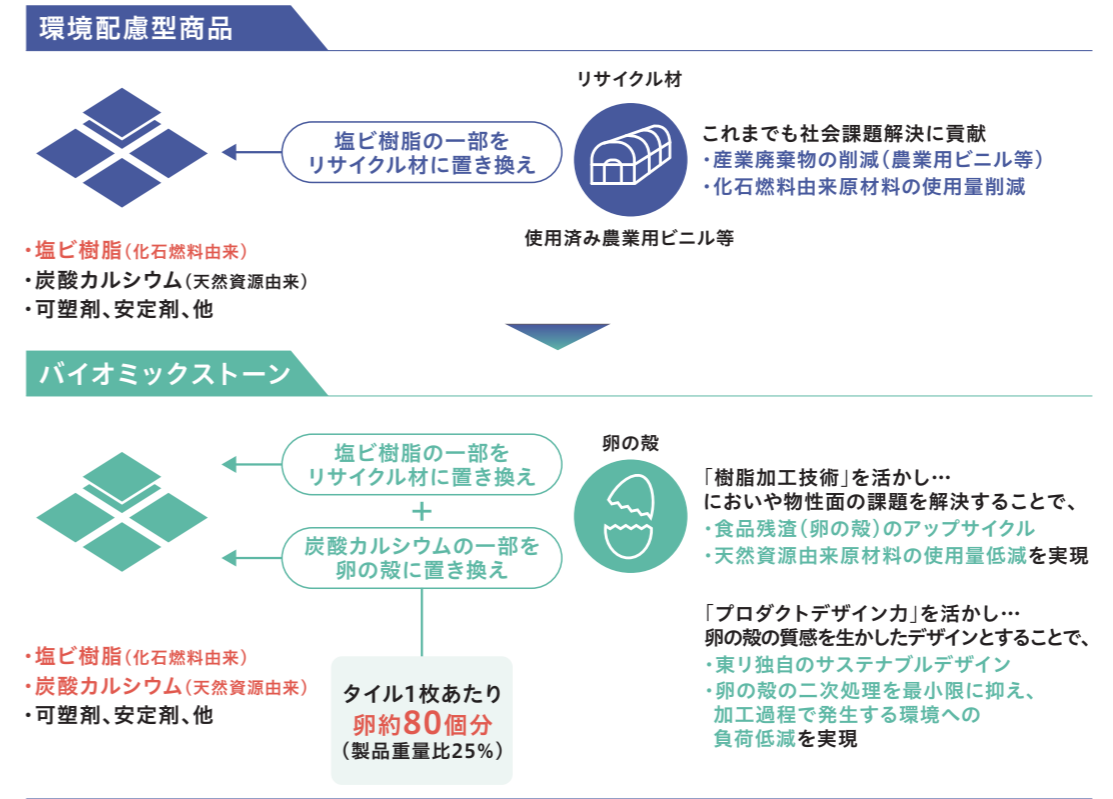 環境配慮型商品
リサイクル材
塩ビ樹脂の一部を
リサイクル材に置き換え
これまでも社会課題解決に貢献
・産業廃棄物の削減（農業用ビニル等）
・化石燃料由来原材料の使用量削減
使用済み農業用ビニル等
・塩ビ樹脂（化石燃料由来）
・炭酸カルシウム（天然資源由来）
・可塑剤、安定剤、他
バイオミックストーン
塩ビ樹脂の一部を
リサイクル材に置き換え
+
炭酸カルシウムの一部を
卵の殻に置き換え
卵の殻
「樹脂加工技術」を活かし…
においや物性面の課題を解決することで、
・食品残渣（卵の殻）のアップサイクル
・天然資源由来原材料の使用量低減を実現
「プロダクトデザイン力」を活かし…
卵の殻の質感を生かしたデザインとすることで、
・東リ独自のサステナブルデザイン
・卵の殻の二次処理を最小限に抑え、
加工過程で発生する環境への
負荷低減を実現
・塩ビ樹脂（化石燃料由来）
・炭酸カルシウム（天然資源由来）
・可塑剤、安定剤、他
タイル1枚あたり
卵約80個分
（製品重量比25%）